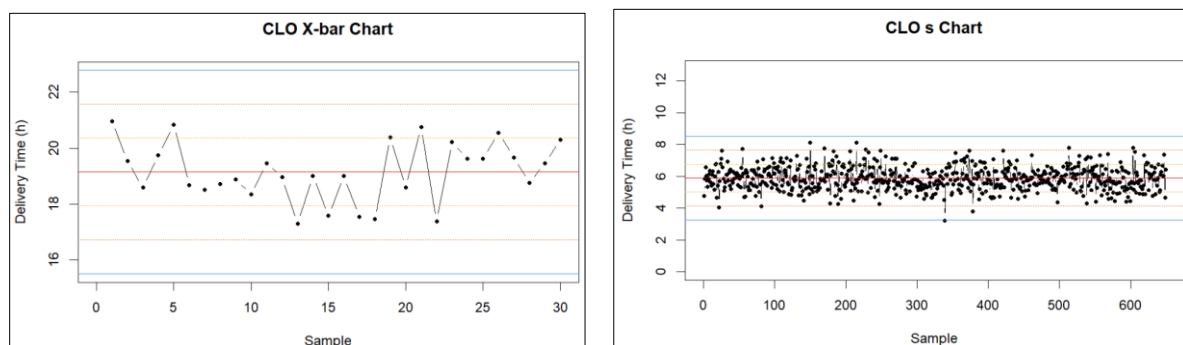 CLO X-bar Chart
Delivery Time (h)
22
20
18
16
0 5 10 15 20 25 30
Sample
CLO s Chart
Delivery Time (h)
12
10
8
6
4
2
0
0 100 200 300 400 500 600
Sample